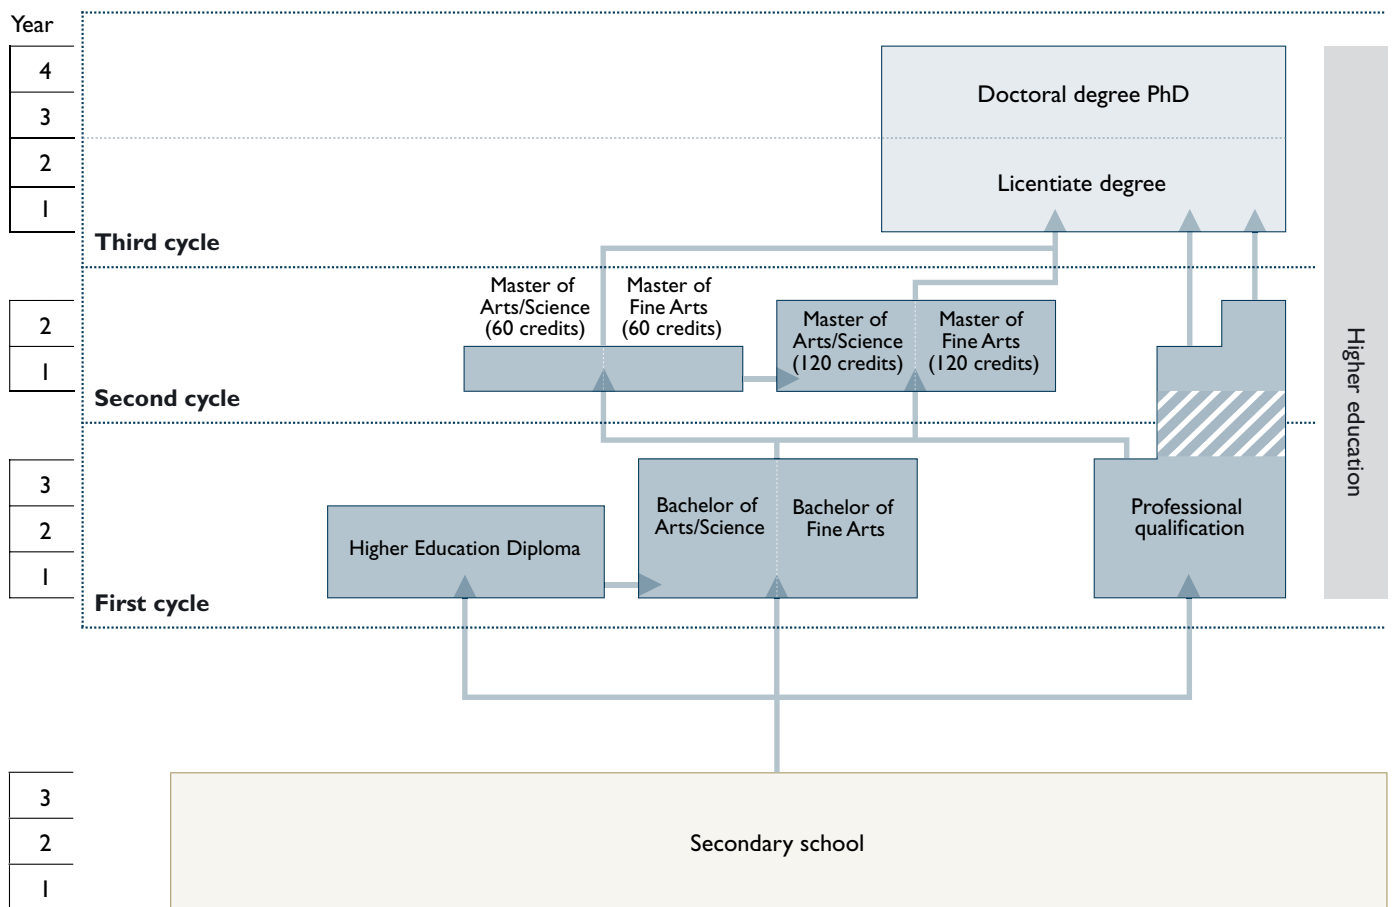 Year
4
3
2
1
Doctoral degree PhD
Licentiate degree
Third cycle
Master of
Arts/Science
(60 credits)
Master of
Fine Arts
(60 credits)
Master of
Arts/Science
(120 credits)
Master of
Fine Arts
(120 credits)
2
1
Second cycle
Higher education
3
2
1
Higher Education Diploma
Bachelor of
Arts/Science
Bachelor of
Fine Arts
Professional
qualification
First cycle
3
2
1
Secondary school